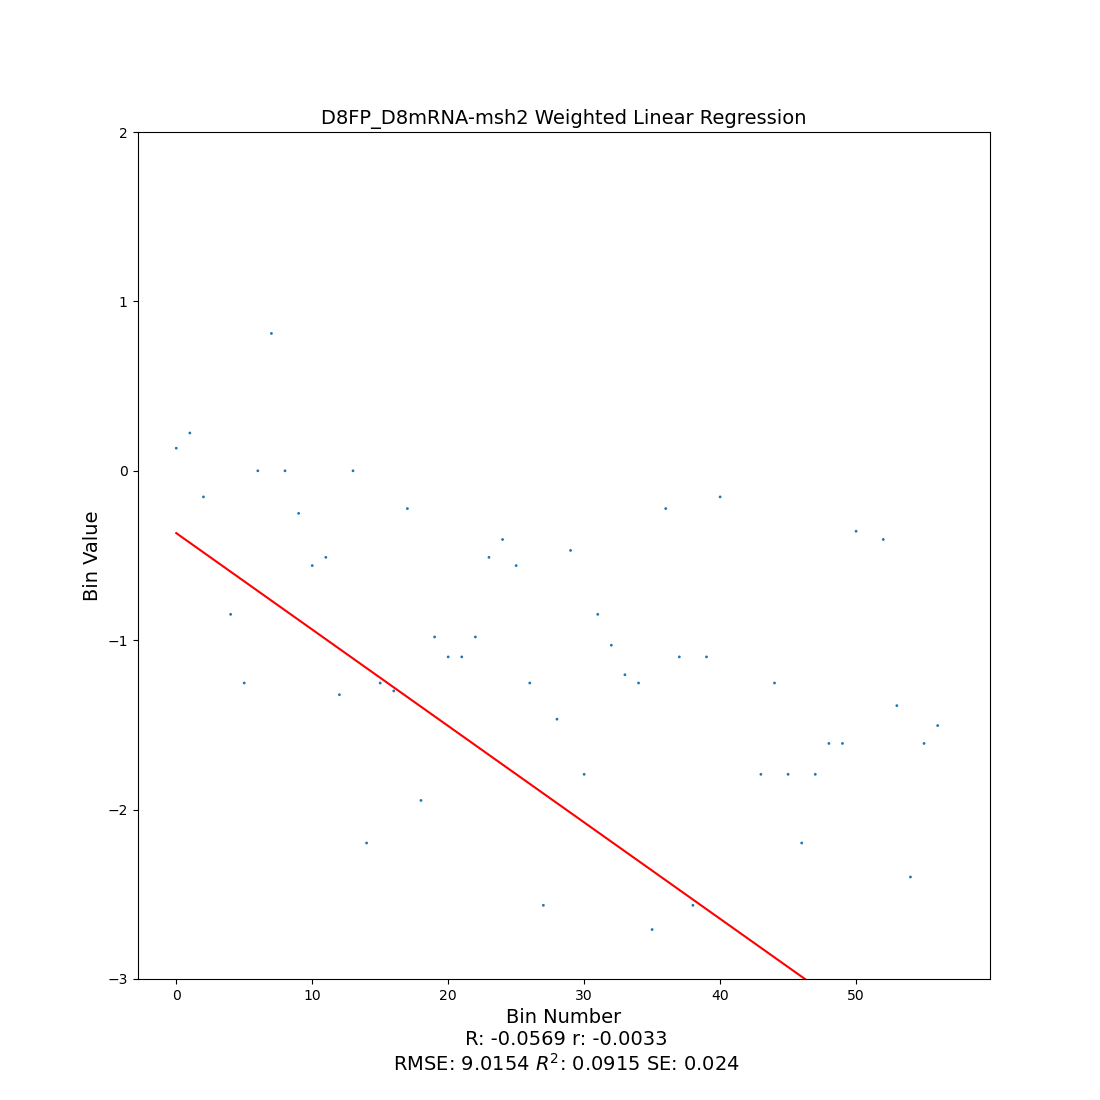 D8FP_D8mRNA-msh2 Weighted Linear Regression
2
1
0
−1
−2
−3
Bin Value
0 10 20 30 40 50
Bin Number
R: -0.0569 r: -0.0033
RMSE: 9.0154 R²: 0.0915 SE: 0.024